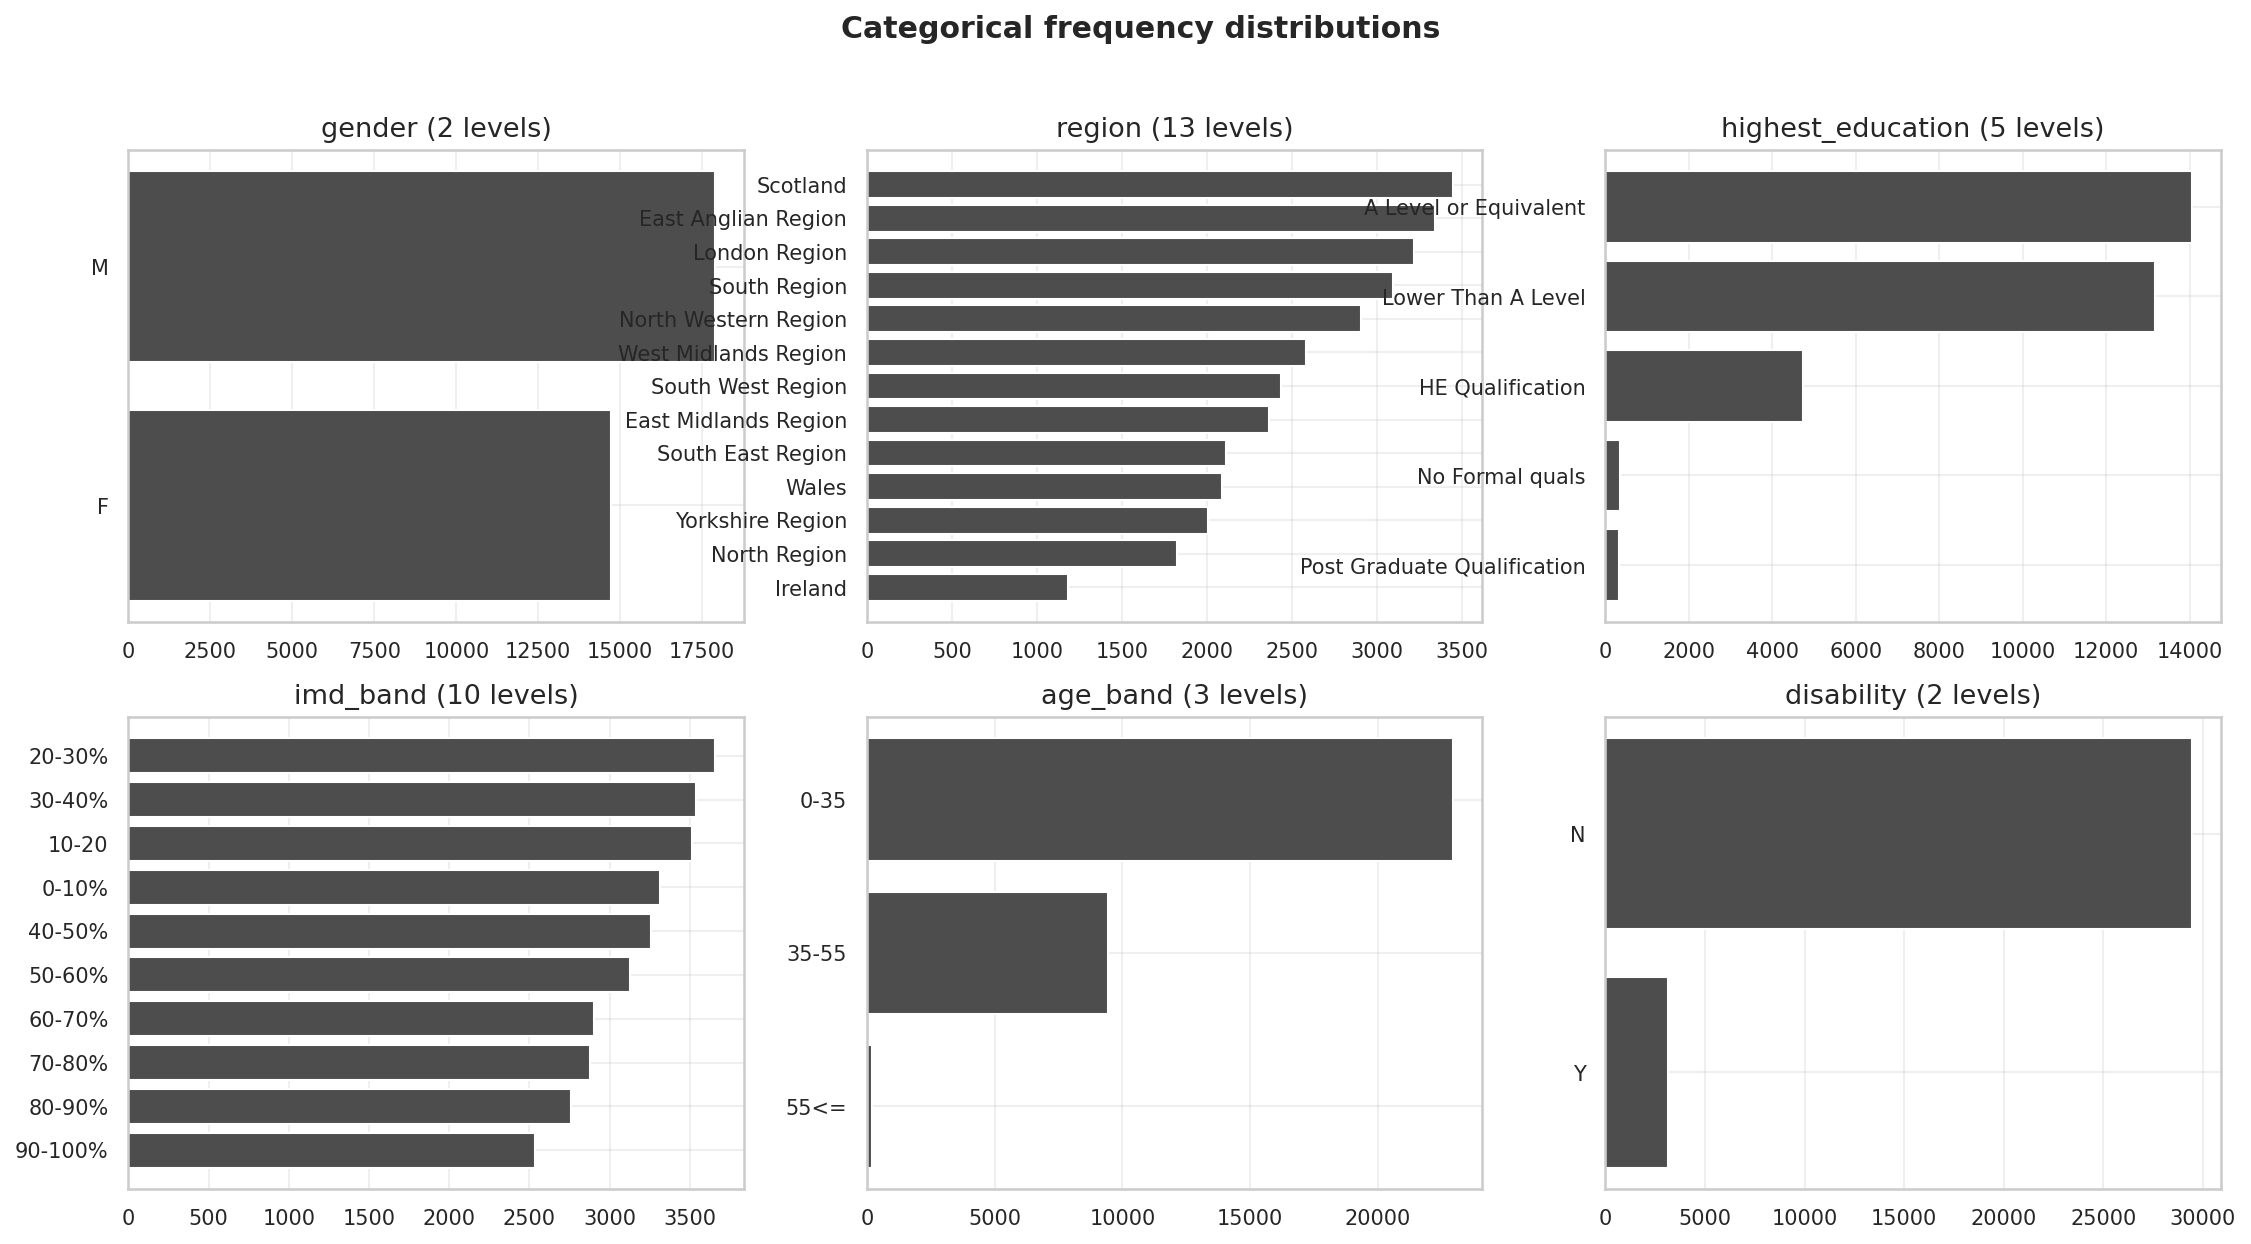 Categorical frequency distributions
gender (2 levels)
M
F
0 2500 5000 7500 10000 12500 15000 17500
region (13 levels)
Scotland
East Anglian Region
London Region
South Region
North Western Region
West Midlands Region
South West Region
East Midlands Region
South East Region
Wales
Yorkshire Region
North Region
Ireland
0 500 1000 1500 2000 2500 3000 3500
highest_education (5 levels)
A Level or Equivalent
Lower Than A Level
HE Qualification
No Formal quals
Post Graduate Qualification
0 2000 4000 6000 8000 10000 12000 14000
imd_band (10 levels)
20-30%
30-40%
10-20
0-10%
40-50%
50-60%
60-70%
70-80%
80-90%
90-100%
0 500 1000 1500 2000 2500 3000 3500
age_band (3 levels)
0-35
35-55
55<=
0 5000 10000 15000 20000
disability (2 levels)
N
Y
0 5000 10000 15000 20000 25000 30000